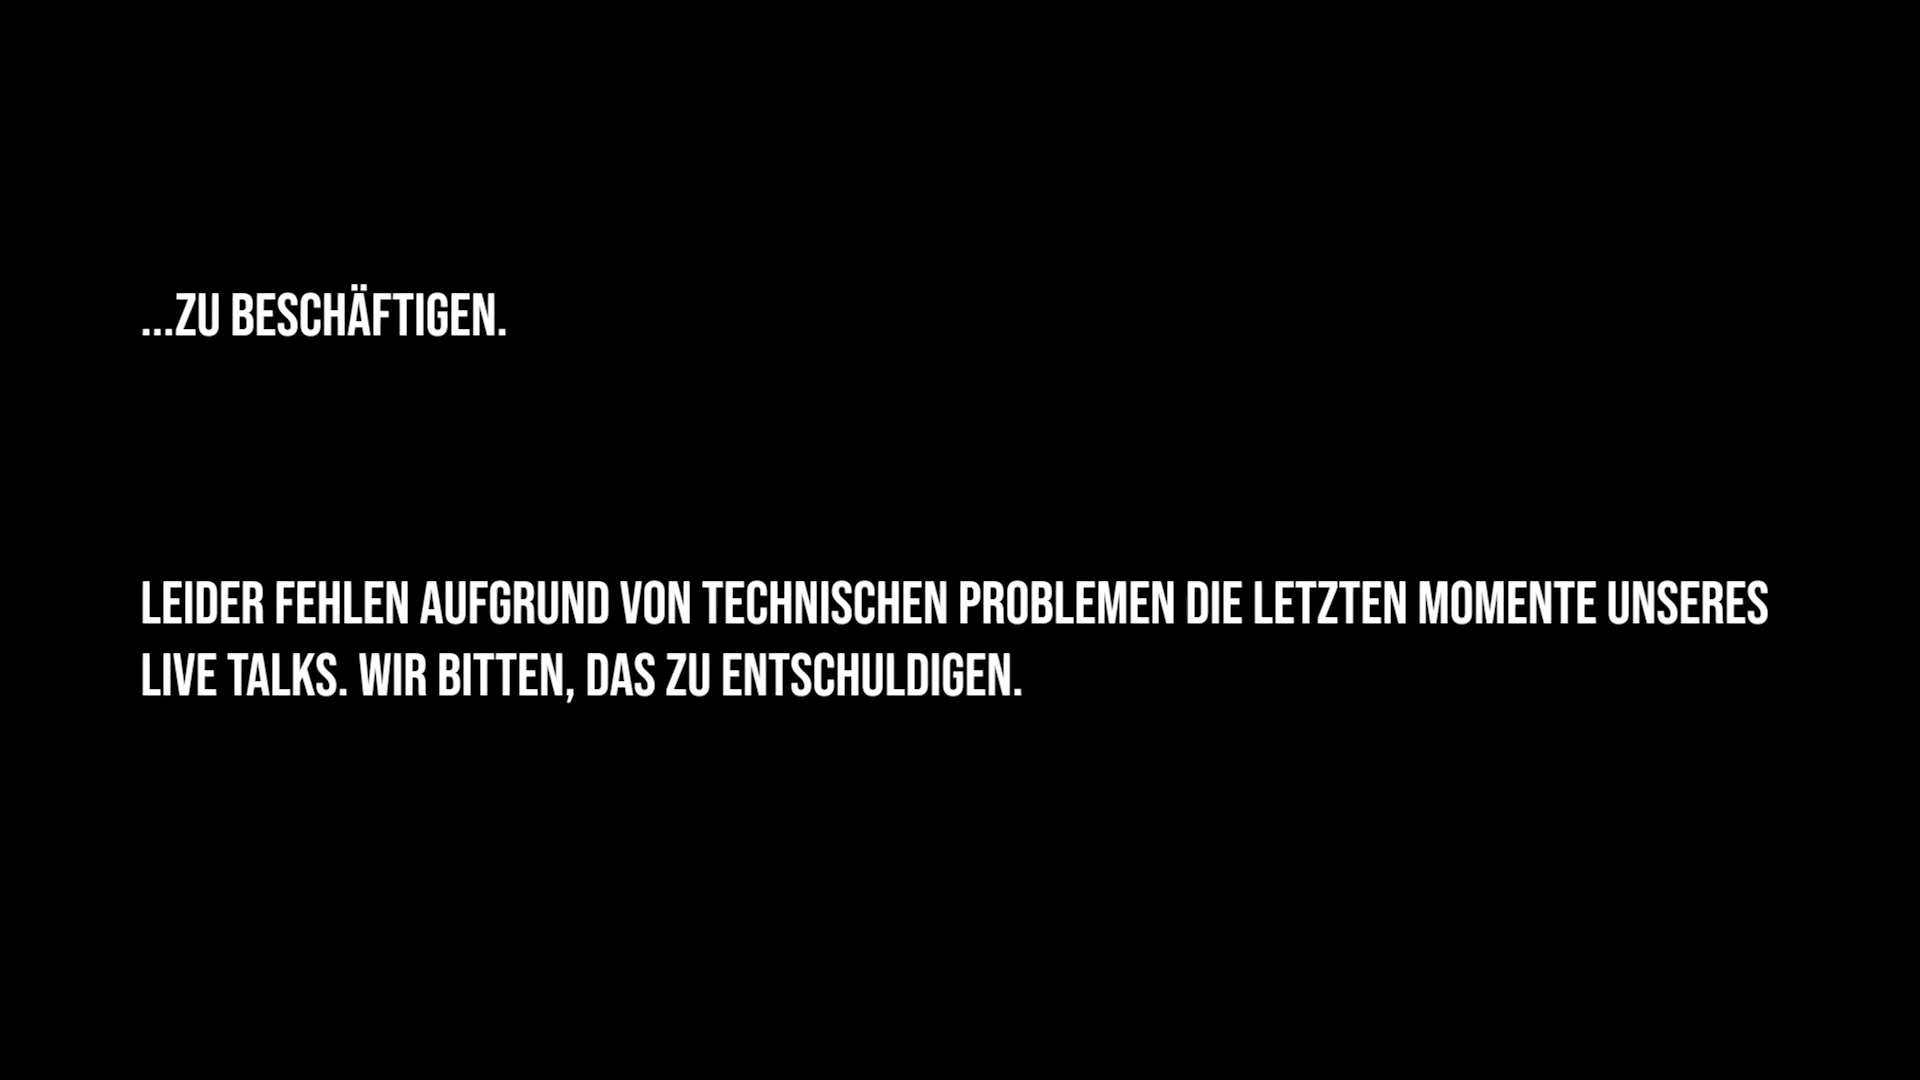 ...ZU BESCHÄFTIGEN.
LEIDER FEHLEN AUFGRUND VON TECHNISCHEN PROBLEMEN DIE LETZTEN MOMENTE UNSERES
LIVE TALKS. WIR BITTEN, DAS ZU ENTSCHULDIGEN.